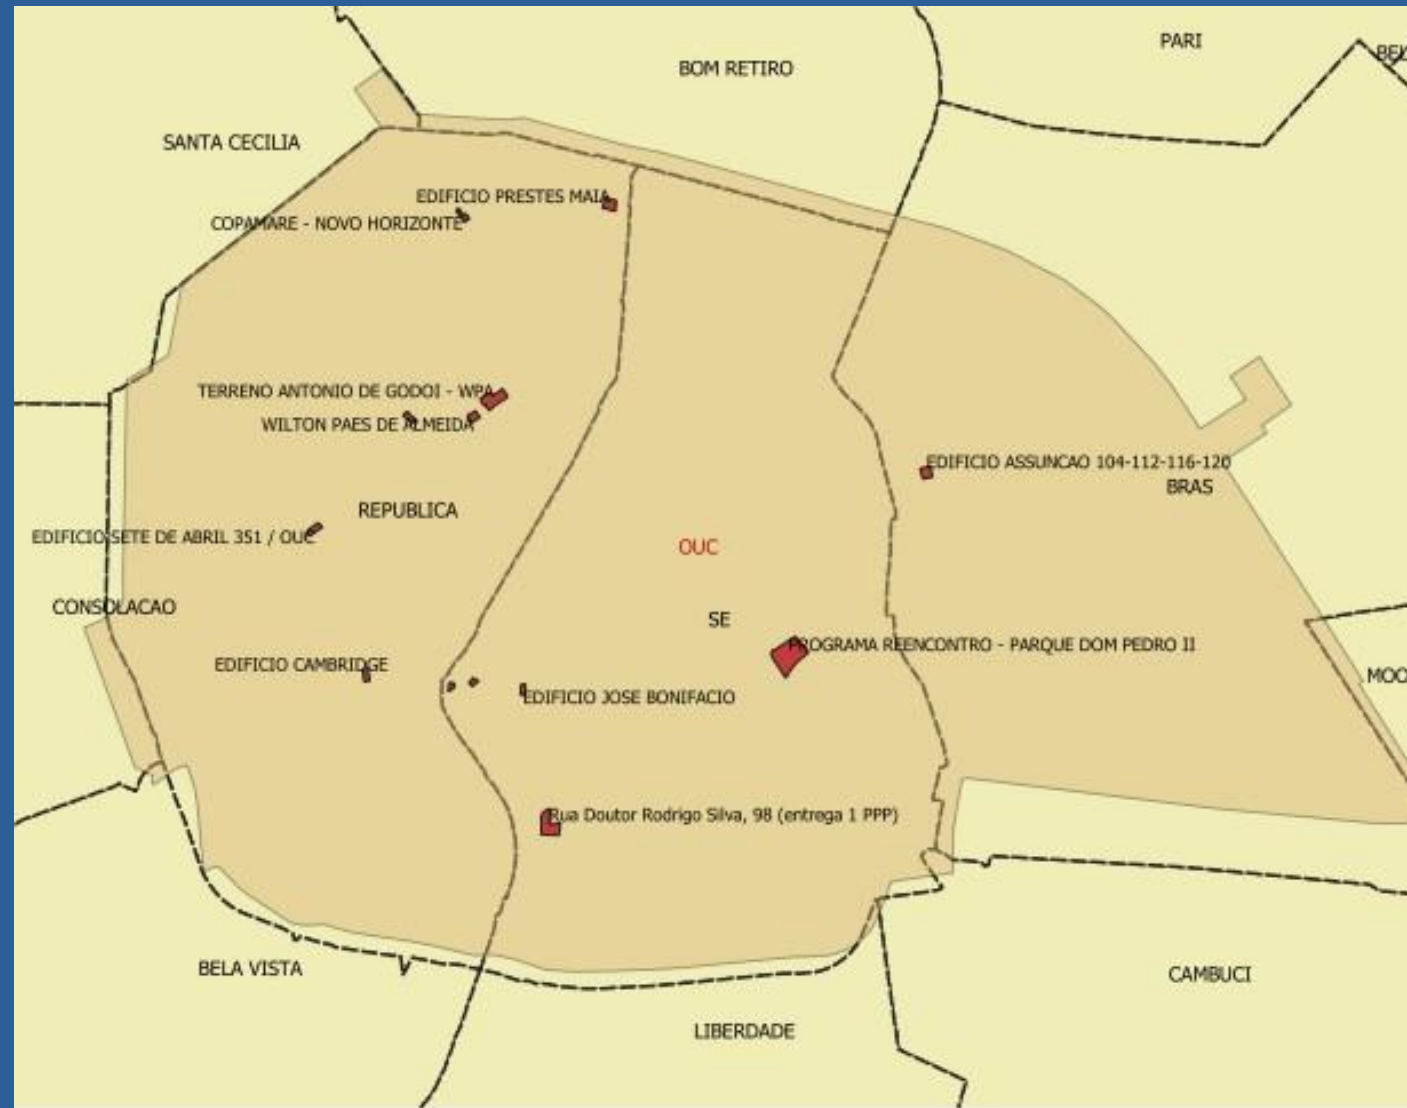 PARI
BEL
BOM RETIRO
SANTA CECILIA
EDIFICIO PRESTES MAIA
COPAMARE - NOVO HORIZONTE
TERRENO ANTONIO DE GODOI - WPA
WILTON PAES DE ALMEIDA
EDIFICIO ASSUNCAO 104-112-116-120
BRAS
REPUBLICA
EDIFICIO SETE DE ABRIL 351 / OUC
OUC
CONSOLACAO
SE
PROGRAMA REENCONTRO - PARQUE DOM PEDRO II
EDIFICIO CAMBRIDGE
MOO
EDIFICIO JOSE BONIFACIO
Rua Doutor Rodrigo Silva, 98 (entrega 1 PPP)
BELA VISTA
CAMBUCI
LIBERDADE